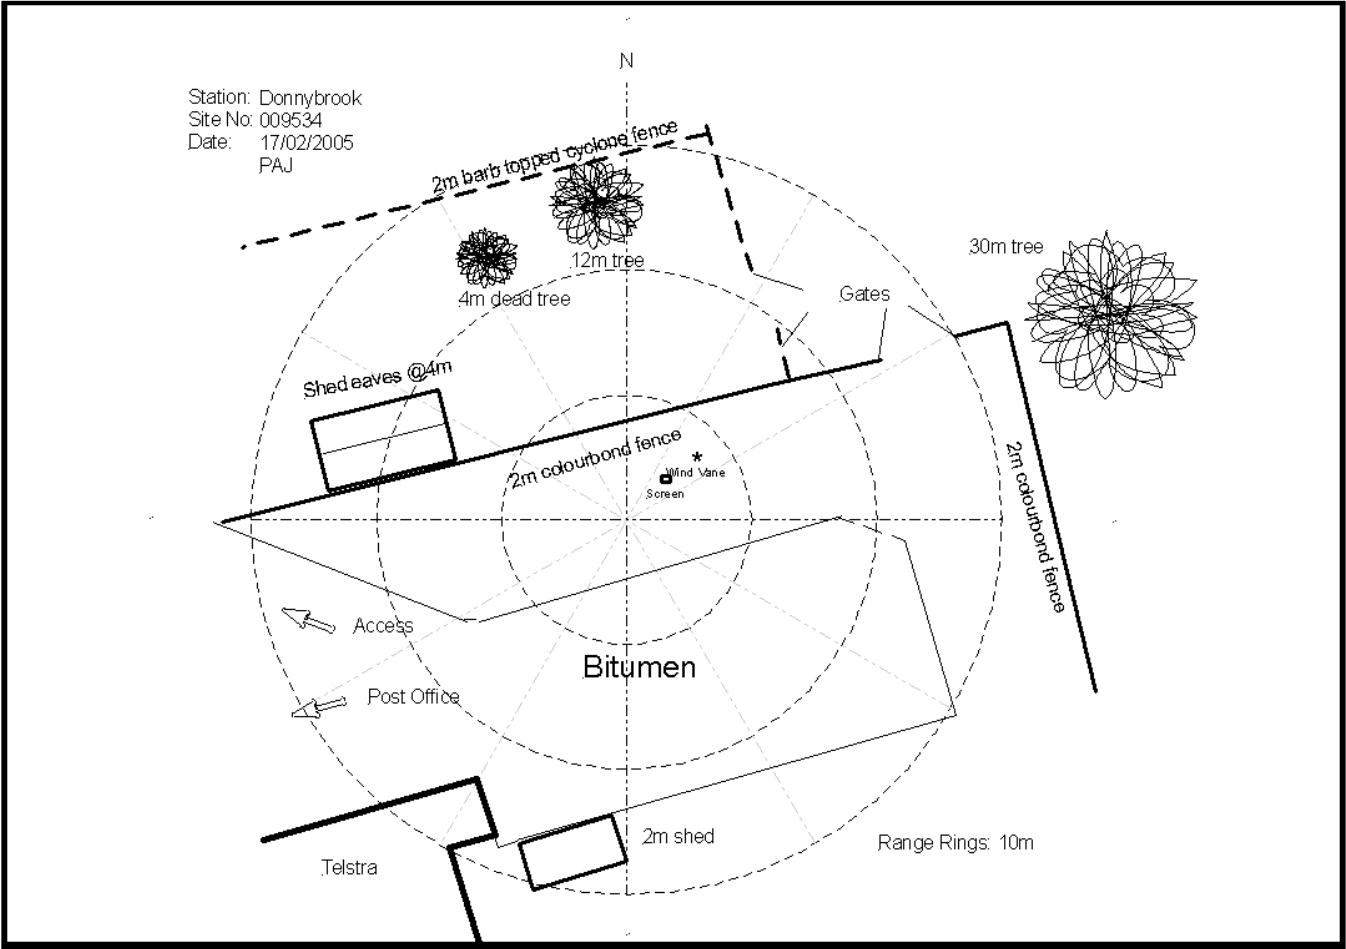 N
Station: Donnybrook
Site No: 009534
Date: 17/02/2005
PAJ
2m barb topped cyclone fence
12m tree
30m tree
4m dead tree
Gates
Shed eaves @4m
2m colourbond fence
Wind Vane
Screen
2m colourbond fence
Access
Bitumen
Post Office
2m shed
Range Rings: 10m
Telstra